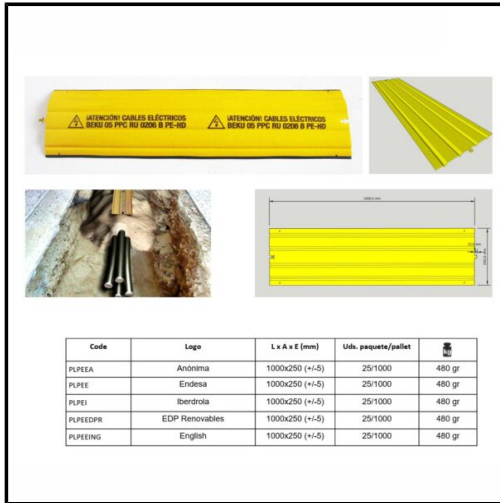 ¡ATENCIÓN! CABLES ELÉCTRICOS
BEKU 05 PPC RU 0206 B PE-HD
¡ATENCIÓN! CABLES ELÉCTRICOS
BEKU 05 PPC RU 0206 B PE-HD
Code Logo L x A x E (mm) Uds. paquete/pallet kg
PLPEEA Anónima 1000x250 (+/-5) 25/1000 480 gr
PLPEE Endesa 1000x250 (+/-5) 25/1000 480 gr
PLPEI Iberdrola 1000x250 (+/-5) 25/1000 480 gr
PLPEEDPR EDP Renovables 1000x250 (+/-5) 25/1000 480 gr
PLPEEING English 1000x250 (+/-5) 25/1000 480 gr